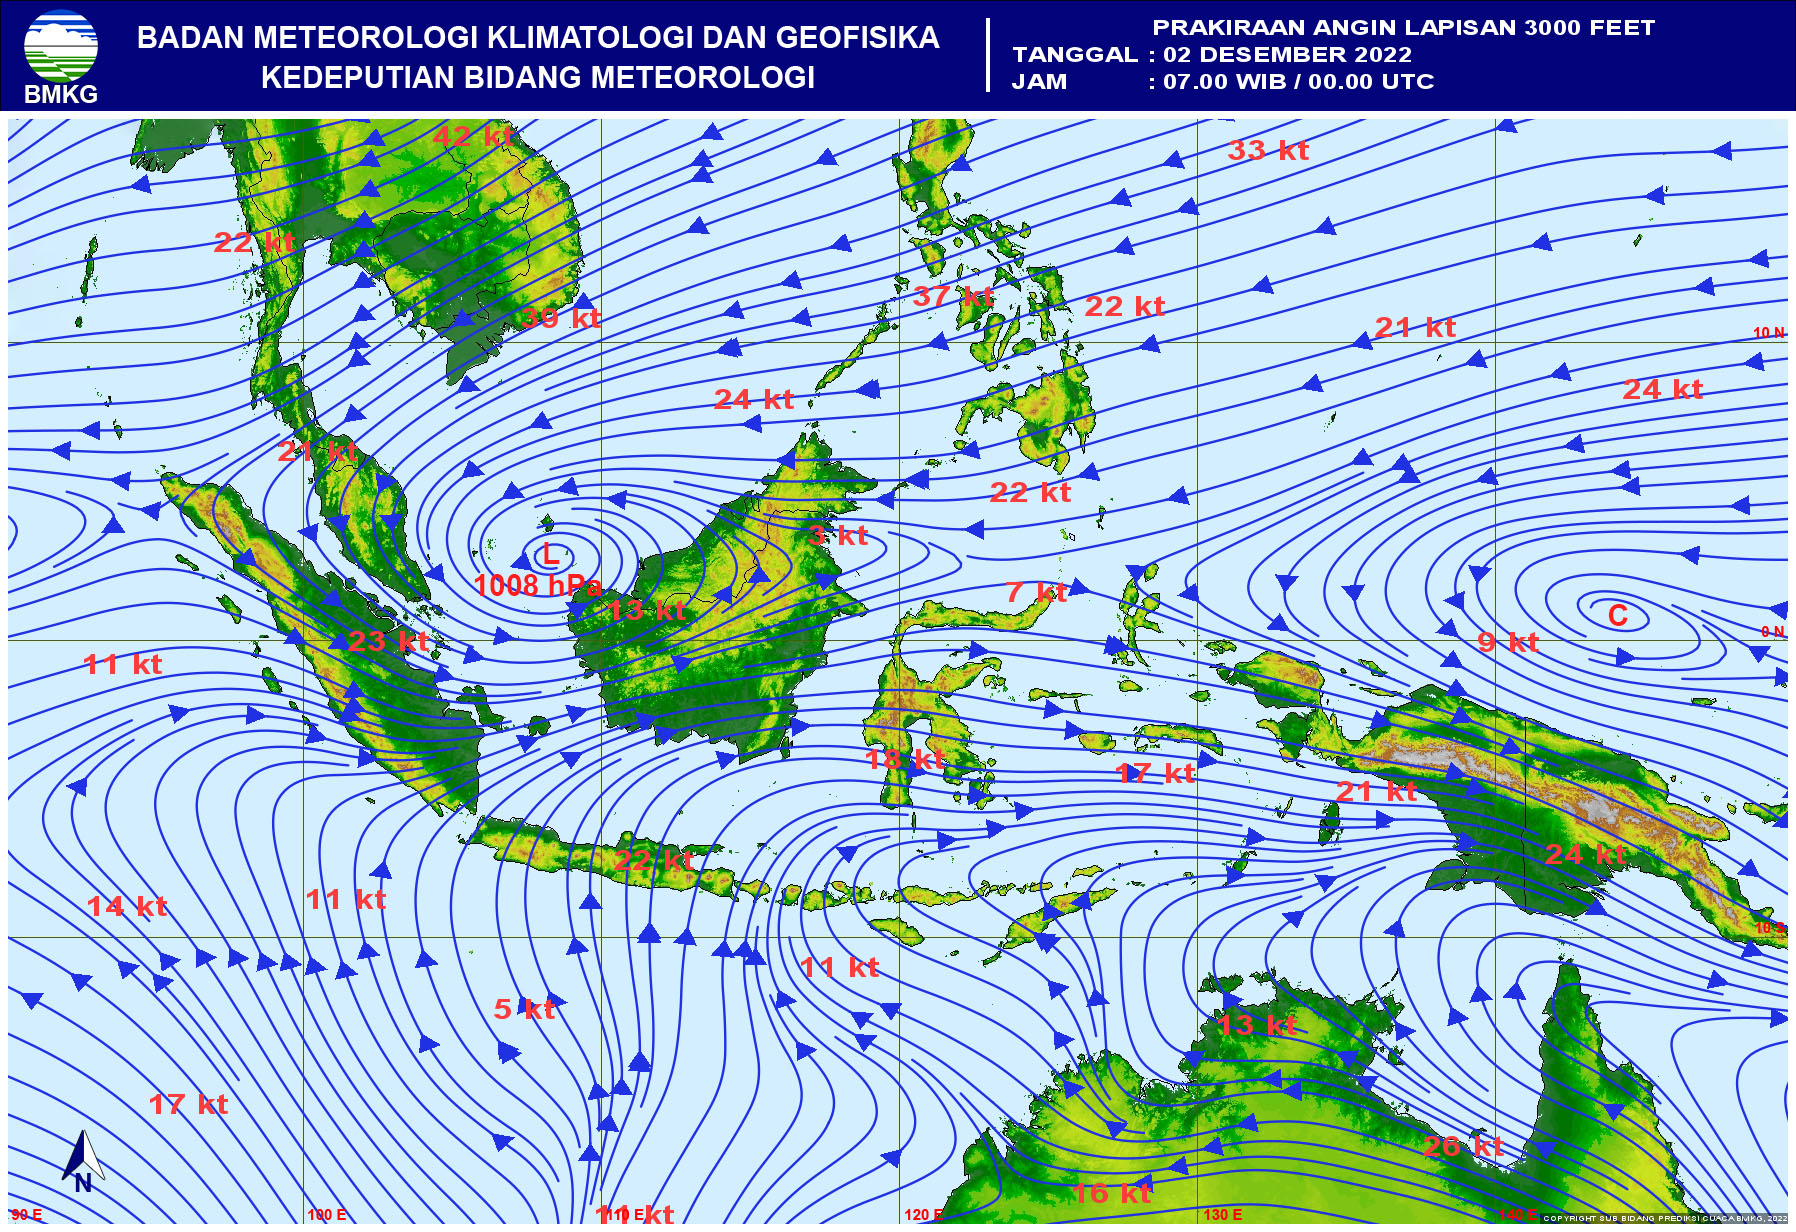 BADAN METEOROLOGI KLIMATOLOGI DAN GEOFISIKA
KEDEPUTIAN BIDANG METEOROLOGI
BMKG
PRAKIRAAN ANGIN LAPISAN 3000 FEET
TANGGAL : 02 DESEMBER 2022
JAM : 07.00 WIB / 00.00 UTC
42 kt
33 kt
22 kt
37 kt
22 kt
39 kt
21 kt
10 N
24 kt
24 kt
21 kt
22 kt
3 kt
L
1008 hPa
7 kt
13 kt
C
0 N
23 kt
9 kt
11 kt
18 kt
17 kt
21 kt
22 kt
24 kt
14 kt
11 kt
10 S
11 kt
5 kt
13 kt
17 kt
26 kt
16 kt
N
90 E
100 E
110 E
11 kt
120 E
130 E
140 E
COPYRIGHT SUB BIDANG PREDIKSI CUACA BMKG, 2022